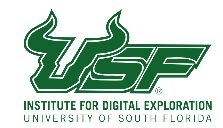 USF®
INSTITUTE FOR DIGITAL EXPLORATION
UNIVERSITY OF SOUTH FLORIDA